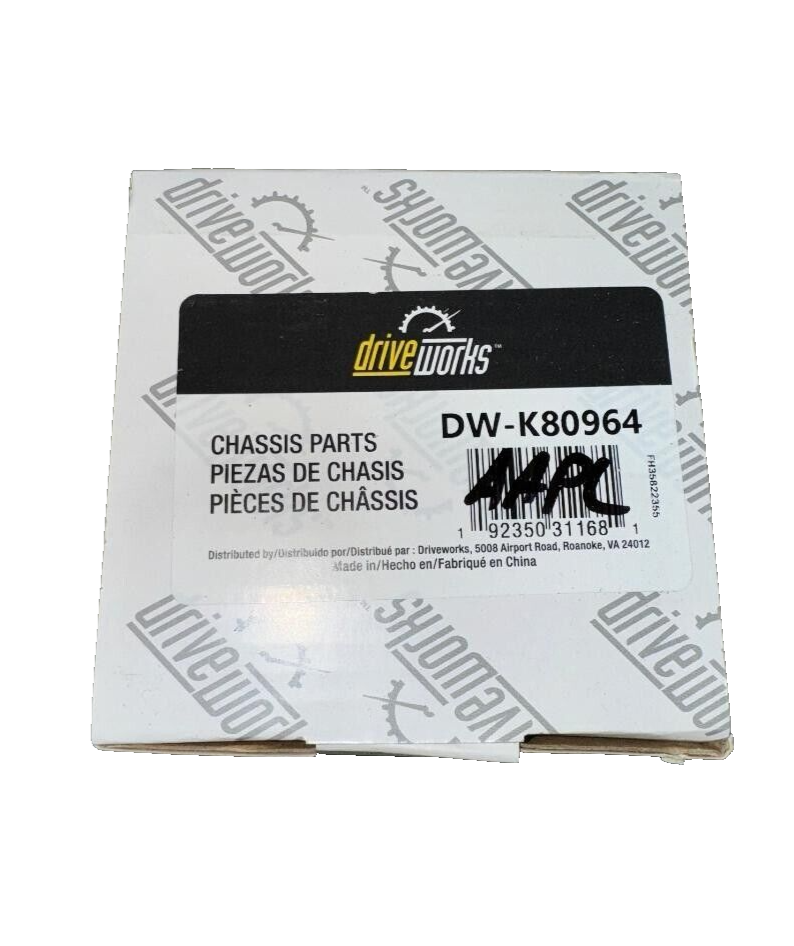 driveworks
driveworks
driveworks
driveworks™
CHASSIS PARTS
PIEZAS DE CHASIS
PIÈCES DE CHÂSSIS
DW-K80964
AAPL
1 92350 31168 1
FH35822355
Distributed by/Distribuido por/Distribué par : Driveworks, 5008 Airport Road, Roanoke, VA 24012
Made in/Hecho en/Fabriqué en China
driveworks
driveworks
driveworks